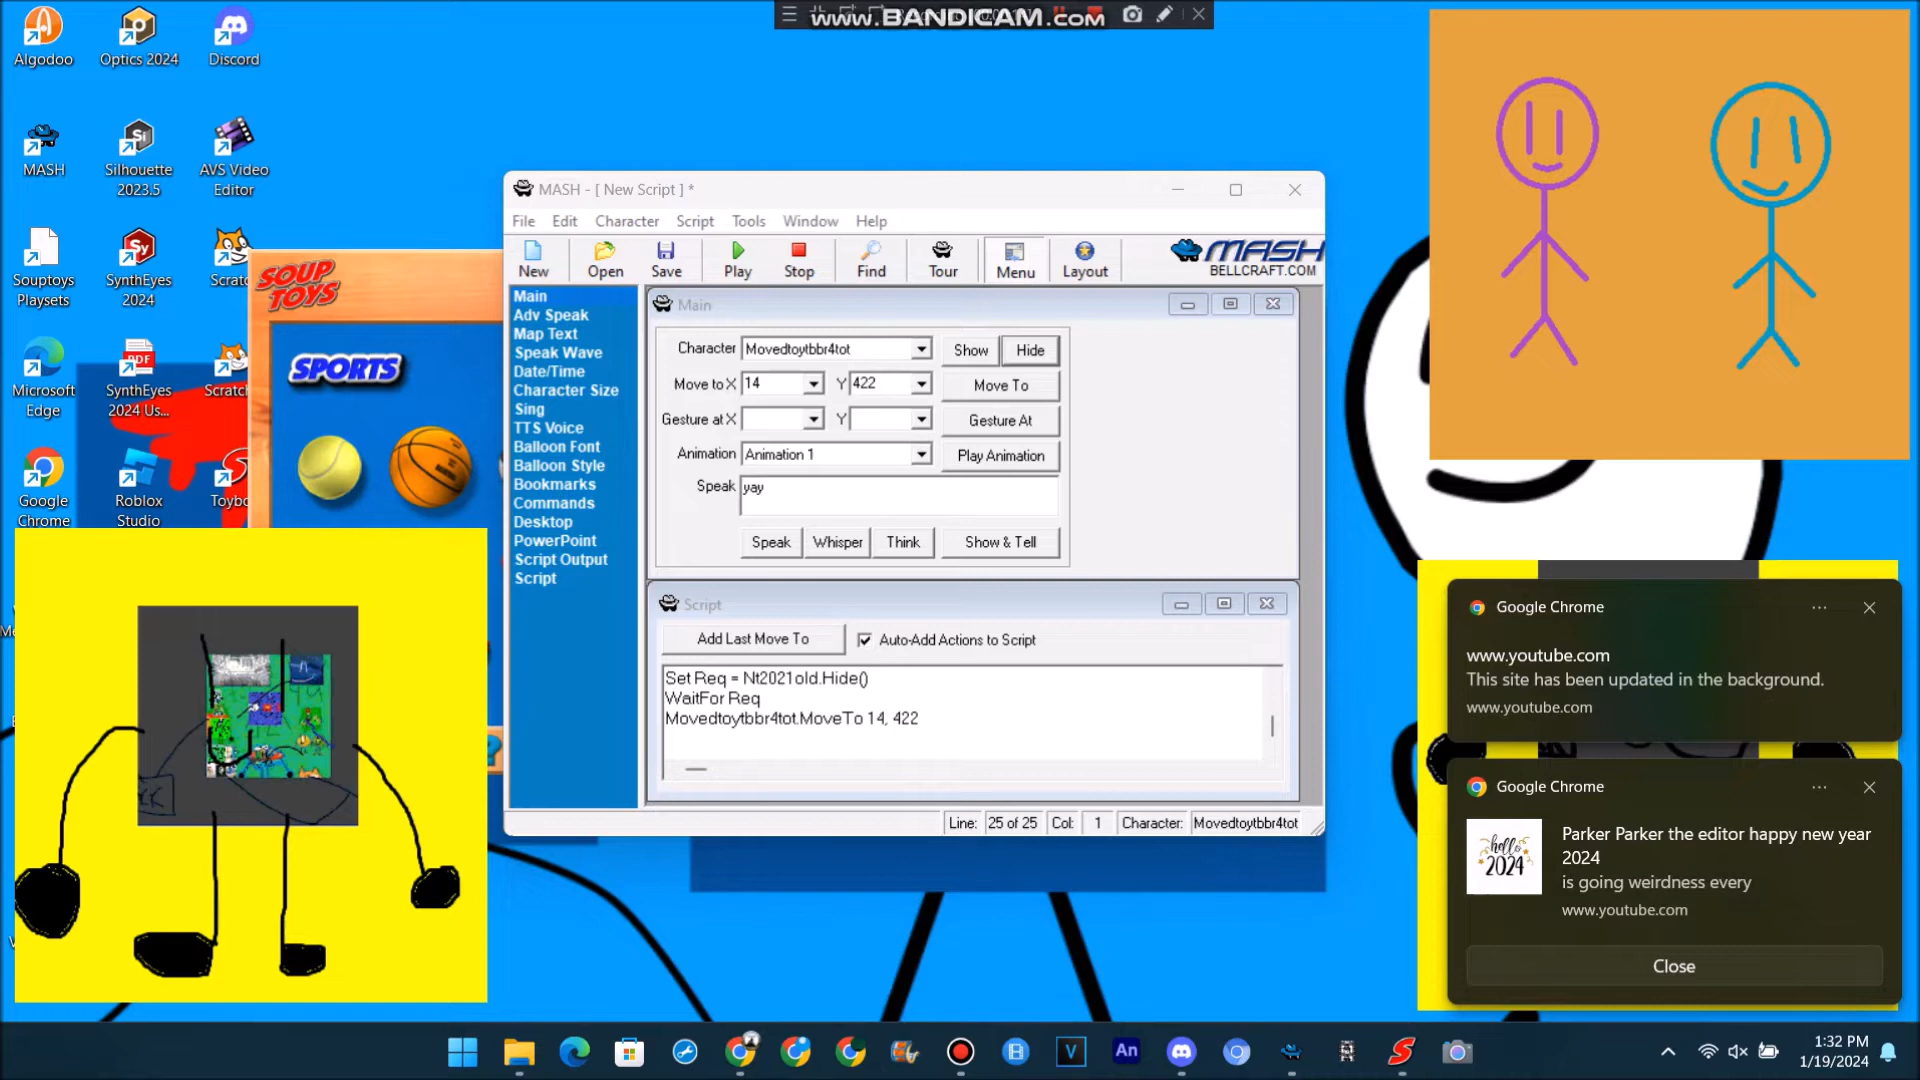 www.BANDICAM.com
Algodoo
Optics 2024
Discord
MASH
Silhouette
2023.5
AVS Video
Editor
Souptoys
Playsets
SynthEyes
2024
Scratc
SOUP
TOYS
SPORTS
Microsoft
Edge
SynthEyes
2024 Us...
Scratch
Google
Chrome
Roblox
Studio
Toybo
MASH - [ New Script ] *
File Edit Character Script Tools Window Help
New Open Save Play Stop Find Tour Menu Layout
MASH
BELLCRAFT.COM
Main
Adv Speak
Map Text
Speak Wave
Date/Time
Character Size
Sing
TTS Voice
Balloon Font
Balloon Style
Bookmarks
Commands
Desktop
PowerPoint
Script Output
Script
Main
Character Movedtoytbbr4tot Show Hide
Move to X 14 Y 422 Move To
Gesture at X Y Gesture At
Animation Animation 1 Play Animation
Speak yay
Speak Whisper Think Show & Tell
Script
Add Last Move To Auto-Add Actions to Script
Set Req = Nt2021old.Hide()
WaitFor Req
Movedtoytbbr4tot.MoveTo 14, 422
Line: 25 of 25 Col: 1 Character: Movedtoytbbr4tot
Google Chrome
www.youtube.com
This site has been updated in the background.
www.youtube.com
Google Chrome
hello
2024
Parker Parker the editor happy new year
2024
is going weirdness every
www.youtube.com
Close
V
An
1:32 PM
1/19/2024